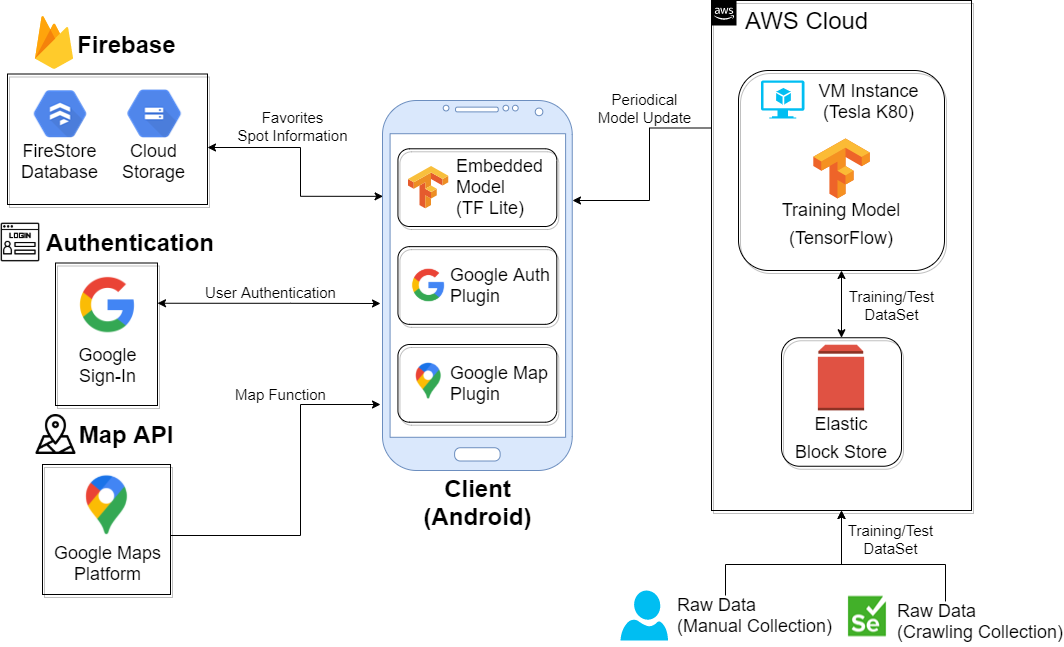 Firebase
FireStore
Database
Cloud
Storage
Favorites
Spot Information
LOGIN
Authentication
Google
Sign-In
User Authentication
Map API
Google Maps
Platform
Map Function
Embedded
Model
(TF Lite)
Google Auth
Plugin
Google Map
Plugin
Client
(Android)
Periodical
Model Update
aws
AWS Cloud
VM Instance
(Tesla K80)
Training Model
(TensorFlow)
Training/Test
DataSet
Elastic
Block Store
Training/Test
DataSet
Raw Data
(Manual Collection)
Se
Raw Data
(Crawling Collection)